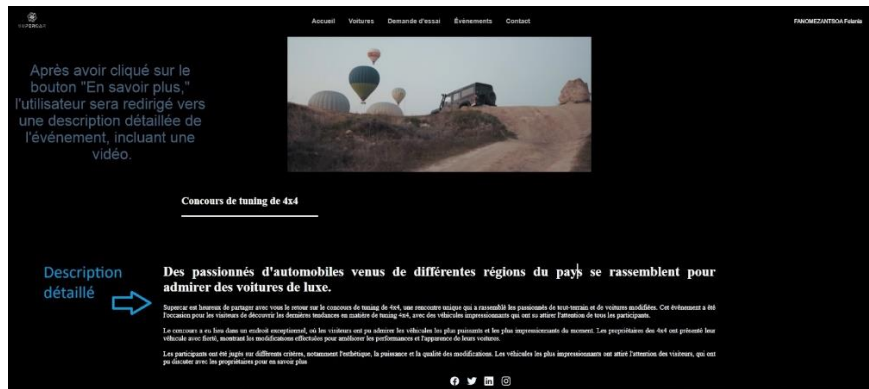 SUPERCAR
Accueil Voitures Demande d'essai Évènements Contact
FANOMEZANTSOA Felania
Après avoir cliqué sur le
bouton "En savoir plus,"
l'utilisateur sera redirigé vers
une description détaillée de
l'événement, incluant une
vidéo.
Concours de tuning de 4x4
Description
détaillé
Des passionnés d'automobiles venus de différentes régions du pays se rassemblent pour
admirer des voitures de luxe.
Supercar est heureux de partager avec vous le retour sur le concours de tuning de 4x4, une rencontre unique qui a rassemblé les passionnés de tout-terrain et de voitures modifiées. Cet évènement a été
l'occasion pour les visiteurs de découvrir les dernières tendances en matière de tuning 4x4, avec des véhicules impressionnants qui ont su attirer l'attention de tous les participants.
Le concours a eu lieu dans un endroit exceptionnel, où les visiteurs ont pu admirer les véhicules les plus puissants et les plus impressionnants du moment. Les propriétaires des 4x4 ont présenté leur
véhicule avec fierté, montrant les modifications effectuées pour améliorer les performances et l'apparence de leurs voitures.
Les participants ont été jugés sur différents critères, notamment l'esthétique, la puissance et la qualité des modifications. Les véhicules les plus impressionnants ont attiré l'attention des visiteurs, qui ont
pu discuter avec les propriétaires pour en savoir plus